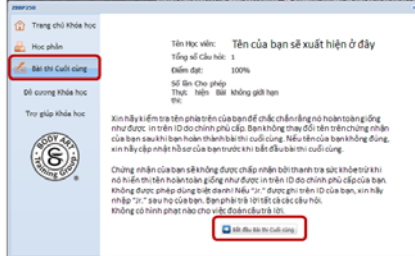 ZBBP250
Trang chủ Khóa học
Học phần
Bài thi Cuối cùng
Đề cương Khóa học
Trợ giúp Khóa học
BODY ART
Training Group
Tên Học viên: Tên của bạn sẽ xuất hiện ở đây
Tổng số Câu hỏi: 1
Điểm đạt: 100%
Số lần Cho phép
Thực hiện Bài không giới hạn
thi:
Xin hãy kiểm tra tên phía trên của bạn để chắc chắn rằng nó hoàn toàn giống
như được in trên ID do chính phủ cấp. Bạn không thay đổi tên trên chứng nhận
của bạn sau khi bạn hoàn thành bài thi cuối cùng. Nếu tên của bạn không đúng,
xin hãy cập nhật hồ sơ của bạn trước khi bắt đầu bài thi cuối cùng.
Chứng nhận của bạn sẽ không được chấp nhận bởi thanh tra sức khỏe trừ khi
nó hiển thị tên hoàn toàn giống như được in trên ID do chính phủ cấp của bạn.
Không được phép dùng biệt danh! Nếu "Jr." được ghi trên ID của bạn, xin hãy
nhập "Jr." sau họ của bạn. Bạn phải trả lời tất cả các câu hỏi.
Không có hình phạt nào cho việc đoán câu trả lời.
Bắt đầu Bài thi Cuối cùng